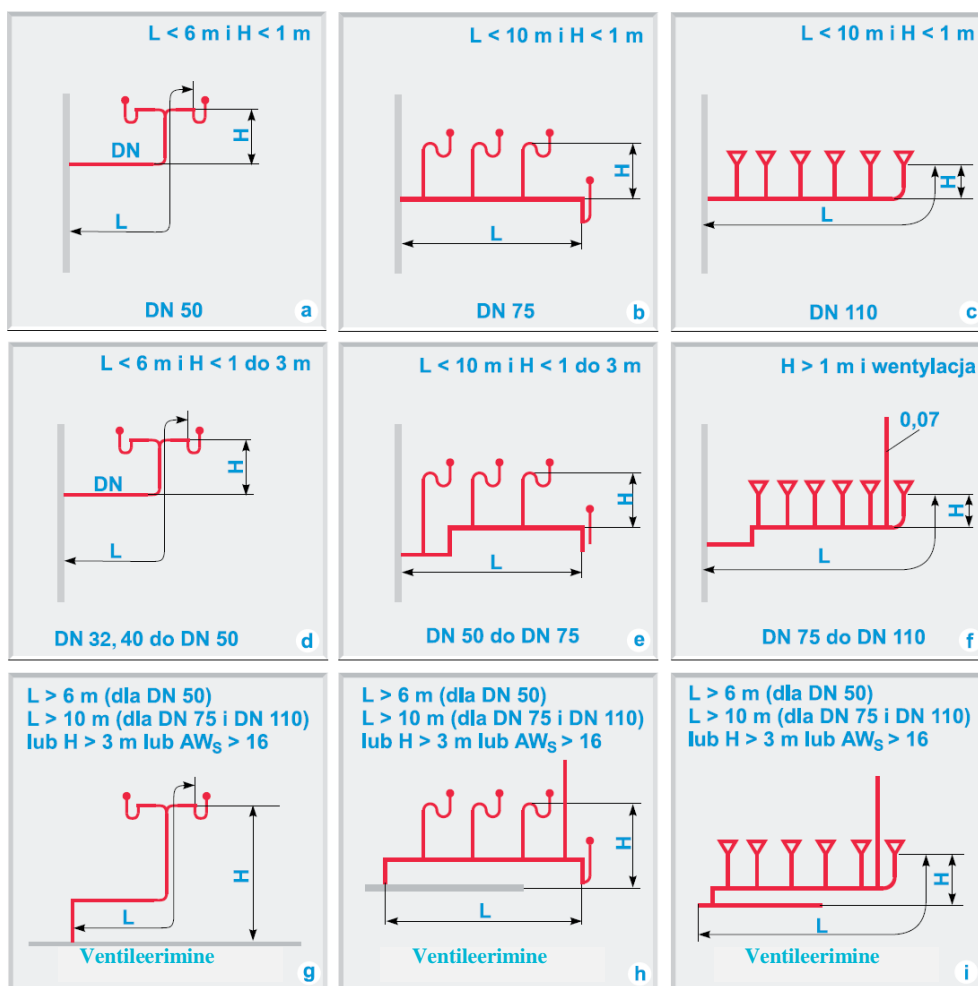 L < 6 m i H < 1 m
H
DN
L
DN 50
a
L < 10 m i H < 1 m
H
L
DN 75
b
L < 10 m i H < 1 m
H
L
DN 110
c
L < 6 m i H < 1 do 3 m
H
DN
L
DN 32, 40 do DN 50
d
L < 10 m i H < 1 do 3 m
H
L
DN 50 do DN 75
e
H > 1 m i wentylacja
0,07
H
L
DN 75 do DN 110
f
L > 6 m (dla DN 50)
L > 10 m (dla DN 75 i DN 110)
lub H > 3 m lub AWS > 16
H
L
Ventileerimine
g
L > 6 m (dla DN 50)
L > 10 m (dla DN 75 i DN 110)
lub H > 3 m lub AWS > 16
H
L
Ventileerimine
h
L > 6 m (dla DN 50)
L > 10 m (dla DN 75 i DN 110)
lub H > 3 m lub AWS > 16
H
L
Ventileerimine
i